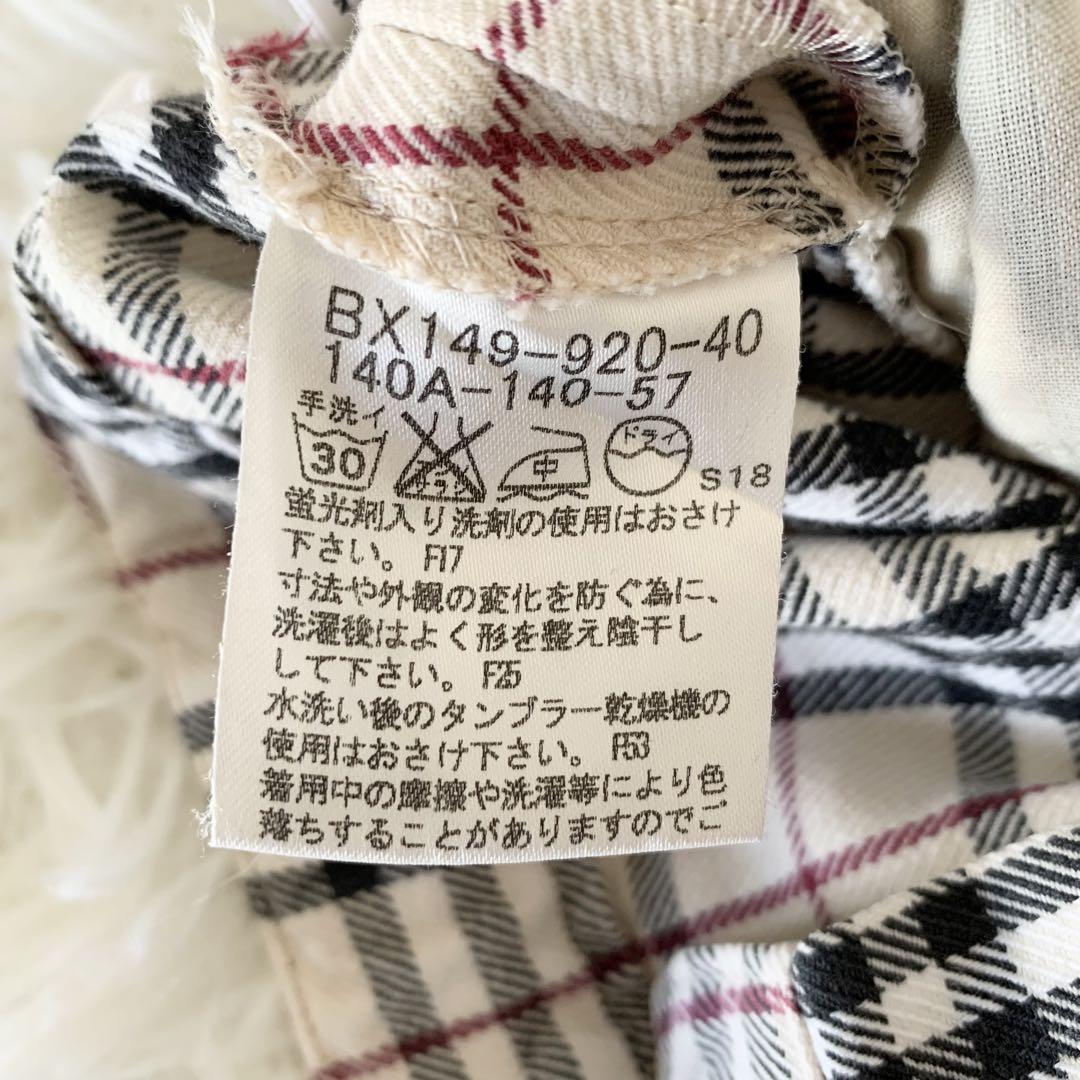 BX149-920-40
140A-140-57
手洗イ
30 エンソサラシ 中 ドライ S18
蛍光剤入り洗剤の使用はおさけ
下さい。 F17
寸法や外観の変化を防ぐ為に、
洗濯後はよく形を整え陰干し
して下さい。 F25
水洗い後のタンブラー乾燥機の
使用はおさけ下さい。 F53
着用中の摩擦や洗濯等により色
落ちすることがありますのでご